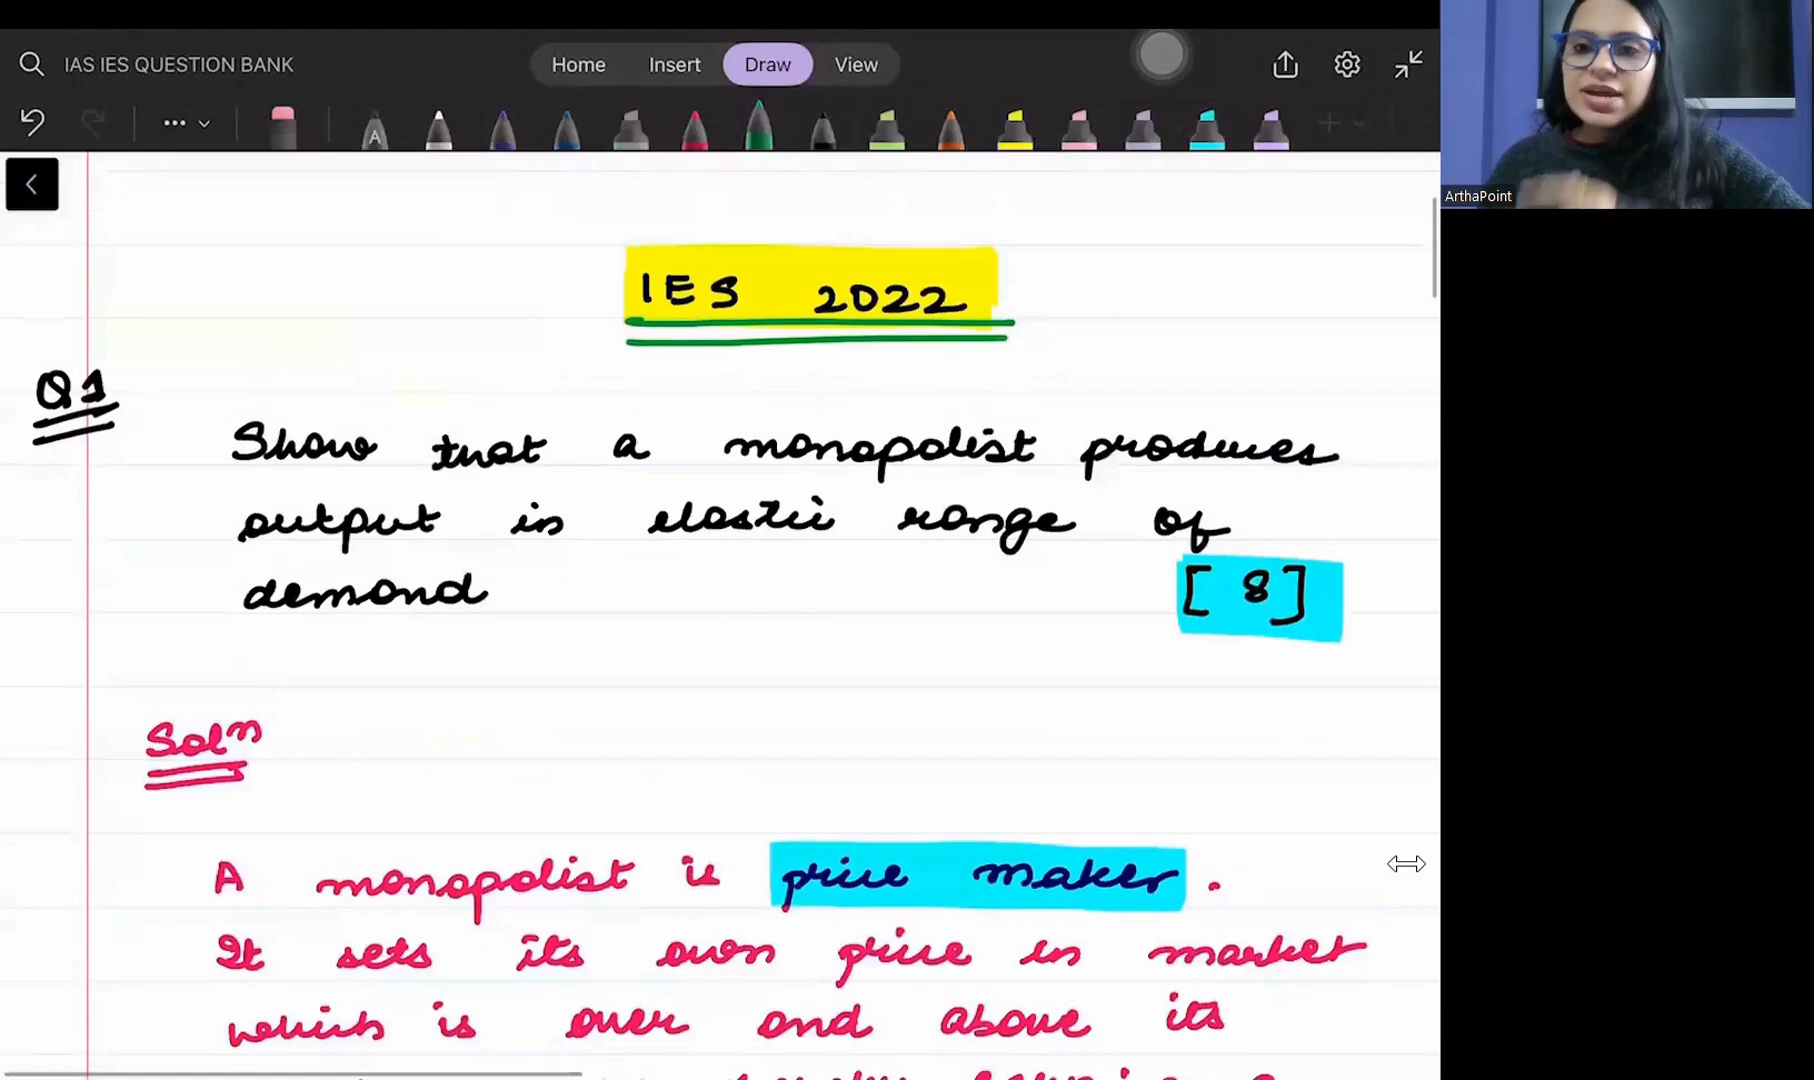 IAS IES QUESTION BANK
Home Insert Draw View
A
ArthaPoint
IES 2022
Q1
Show that a monopolist produces
output in elastic range of
demand [8]
Soln
A monopolist is price maker.
It sets its own price in market
which is over and above its